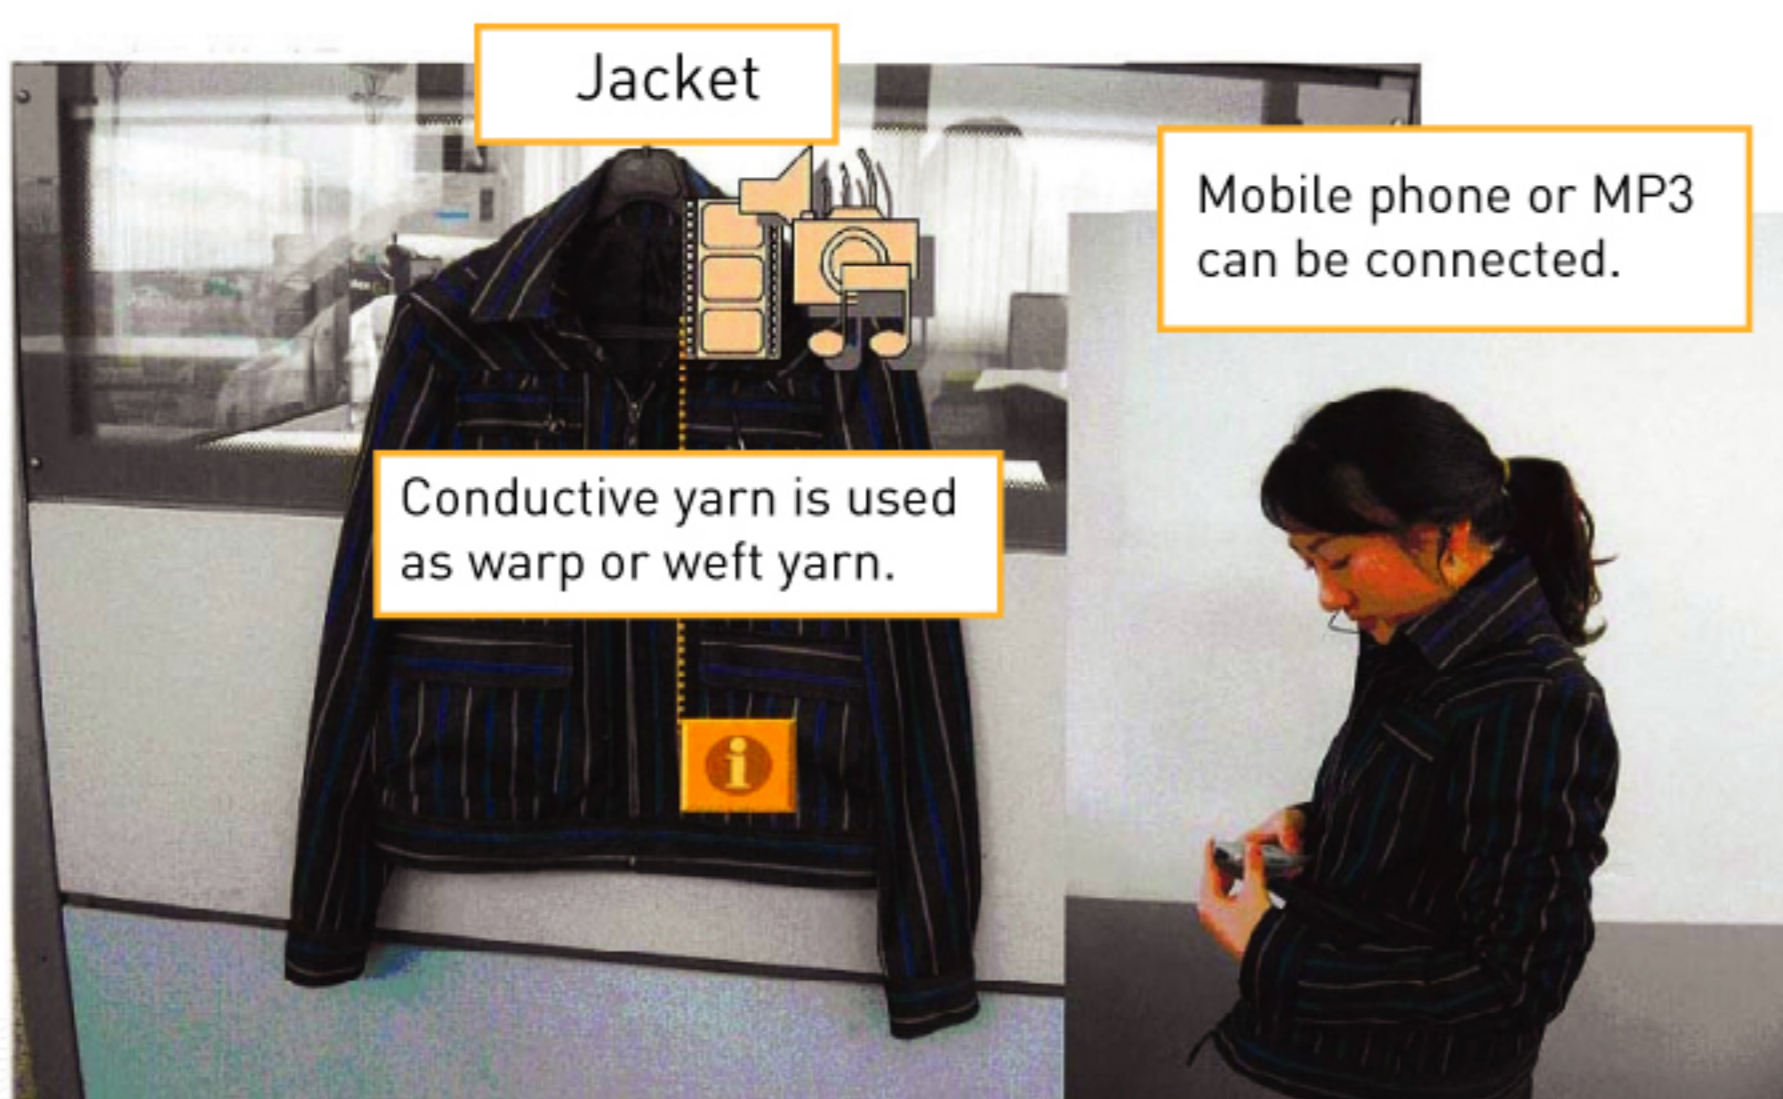 Jacket
Mobile phone or MP3
can be connected.
Conductive yarn is used
as warp or weft yarn.
i